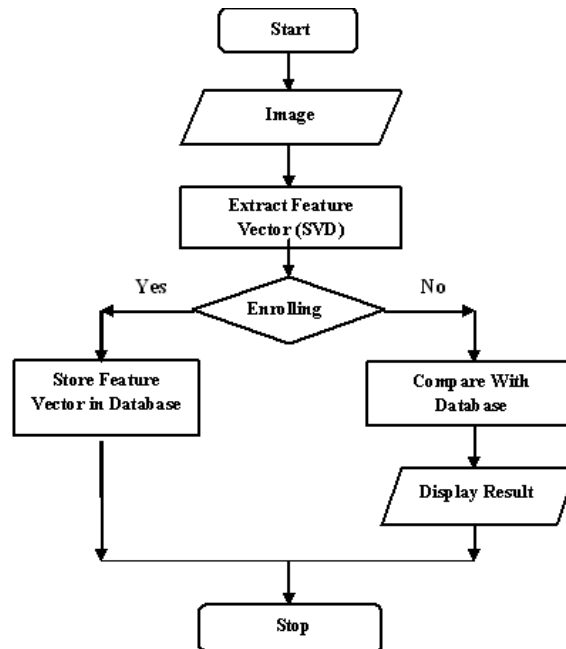 Start
Image
Extract Feature
Vector (SVD)
Yes
Enrolling
No
Store Feature
Vector in Database
Compare With
Database
Display Result
Stop